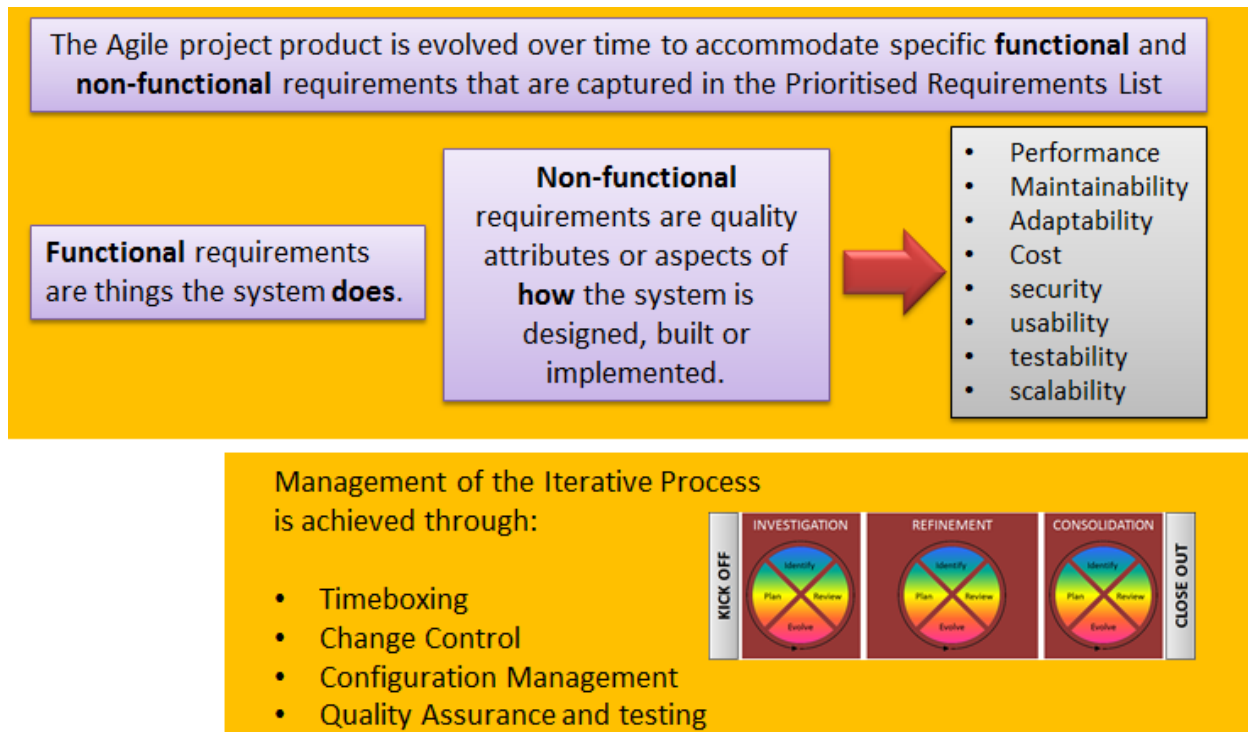 The Agile project product is evolved over time to accommodate specific functional and
non-functional requirements that are captured in the Prioritised Requirements List
Functional requirements
are things the system does.
Non-functional
requirements are quality
attributes or aspects of
how the system is
designed, built or
implemented.
• Performance
• Maintainability
• Adaptability
• Cost
• security
• usability
• testability
• scalability
Management of the Iterative Process
is achieved through:
• Timeboxing
• Change Control
• Configuration Management
• Quality Assurance and testing
KICK OFF
INVESTIGATION
Identify
Plan
Review
Evolve
REFINEMENT
Identify
Plan
Review
Evolve
CONSOLIDATION
Identify
Plan
Review
Evolve
CLOSE OUT